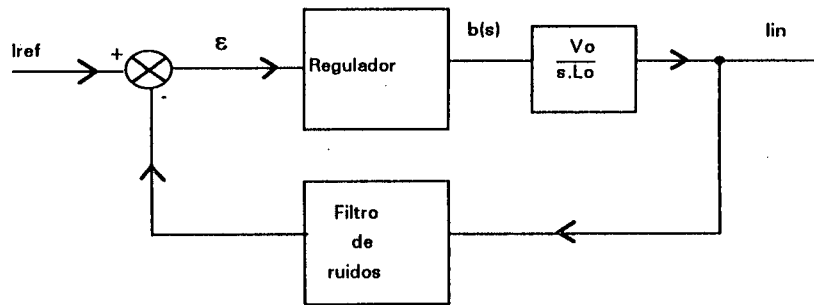 Iref
+
ε
-
Regulador
b(s)
Vo
s.Lo
Iin
Filtro
de
ruidos